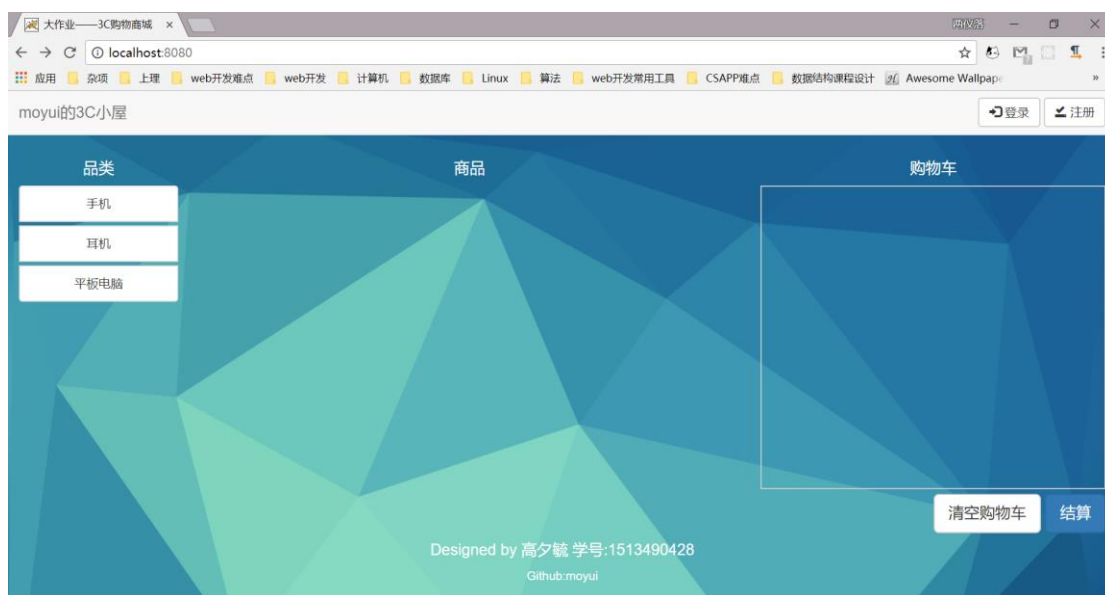 大作业——3C购物商城
两仪落
localhost:8080
应用 杂项 上理 web开发难点 web开发 计算机 数据库 Linux 算法 web开发常用工具 CSAPP难点 数据结构课程设计 Awesome Wallpape
moyui的3C小屋 登录 注册
品类 商品 购物车
手机
耳机
平板电脑
清空购物车 结算
Designed by 高夕毓 学号:1513490428
Github:moyui